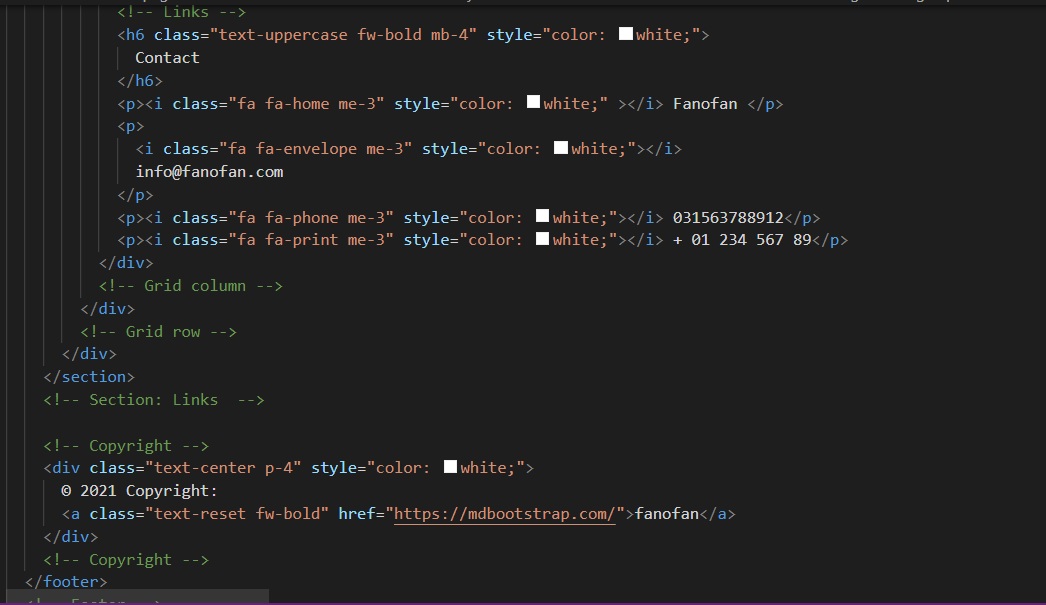 <!-- Links -->
<h6 class="text-uppercase fw-bold mb-4" style="color: white;">
Contact
</h6>
<p><i class="fa fa-home me-3" style="color: white;" ></i> Fanofan </p>
<p>
<i class="fa fa-envelope me-3" style="color: white;"></i>
info@fanofan.com
</p>
<p><i class="fa fa-phone me-3" style="color: white;"></i> 031563788912</p>
<p><i class="fa fa-print me-3" style="color: white;"></i> + 01 234 567 89</p>
</div>
<!-- Grid column -->
</div>
<!-- Grid row -->
</div>
</section>
<!-- Section: Links  -->
<!-- Copyright -->
<div class="text-center p-4" style="color: white;">
© 2021 Copyright:
<a class="text-reset fw-bold" href="https://mdbootstrap.com/">fanofan</a>
</div>
<!-- Copyright -->
</footer>